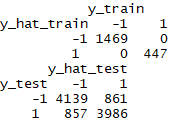 y_train
y_hat_train -1 1
-1 1469 0
1 0 447
y_hat_test
y_test -1 1
-1 4139 861
1 857 3986